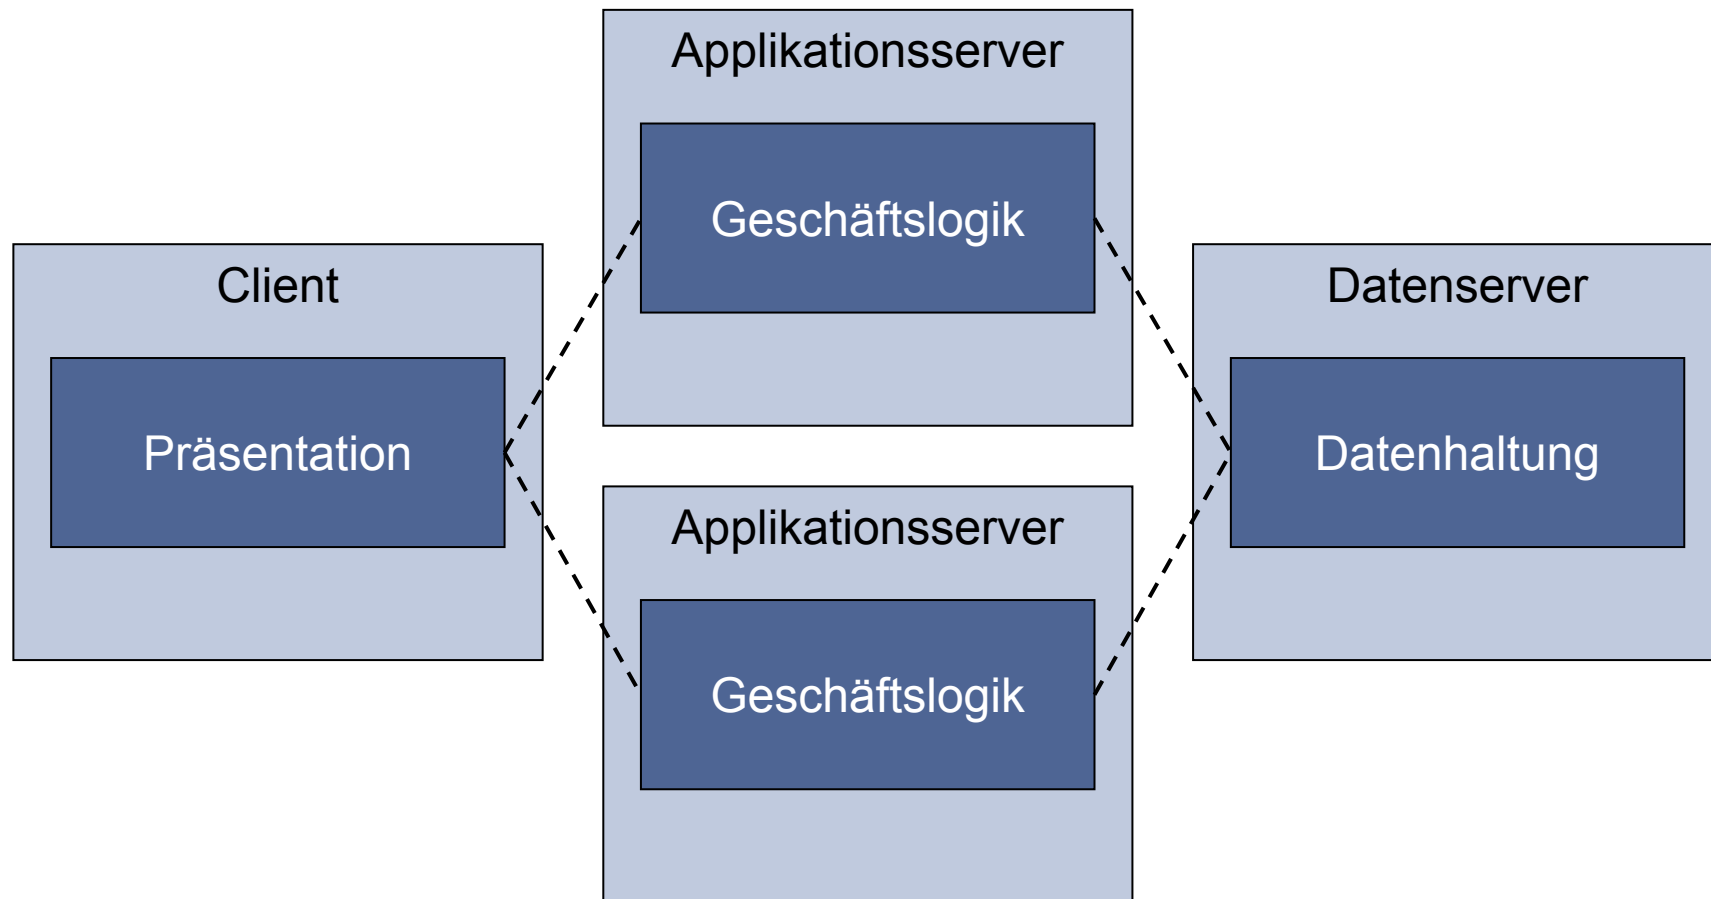 Applikationsserver
Geschäftslogik
Client
Präsentation
Datenserver
Datenhaltung
Applikationsserver
Geschäftslogik